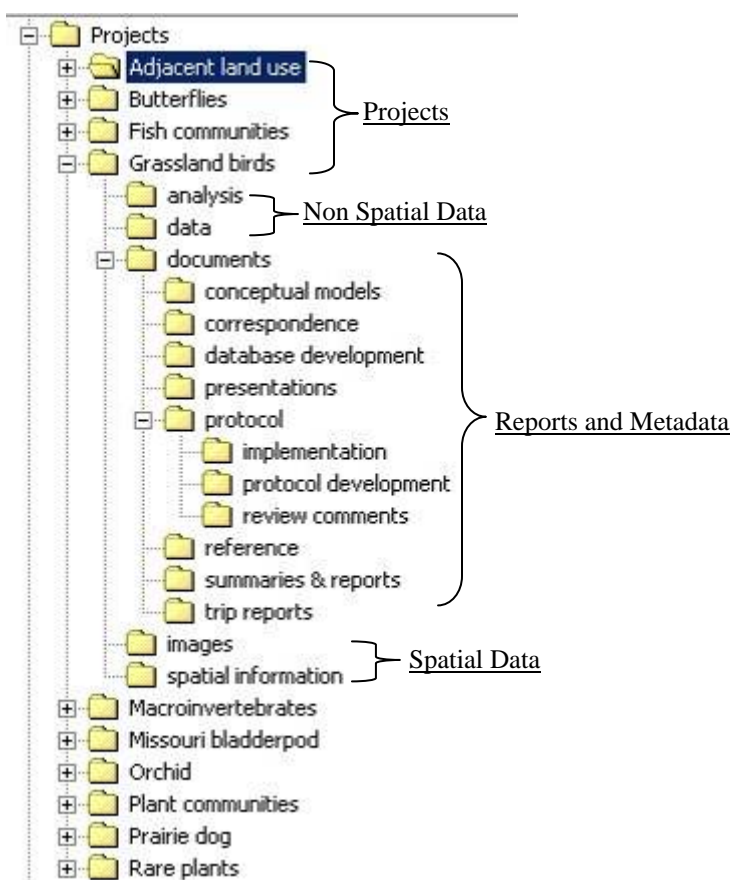 Projects
Adjacent land use
Butterflies
Projects
Fish communities
Grassland birds
analysis
Non Spatial Data
data
documents
conceptual models
correspondence
database development
presentations
protocol
Reports and Metadata
implementation
protocol development
review comments
reference
summaries & reports
trip reports
images
Spatial Data
spatial information
Macroinvertebrates
Missouri bladderpod
Orchid
Plant communities
Prairie dog
Rare plants